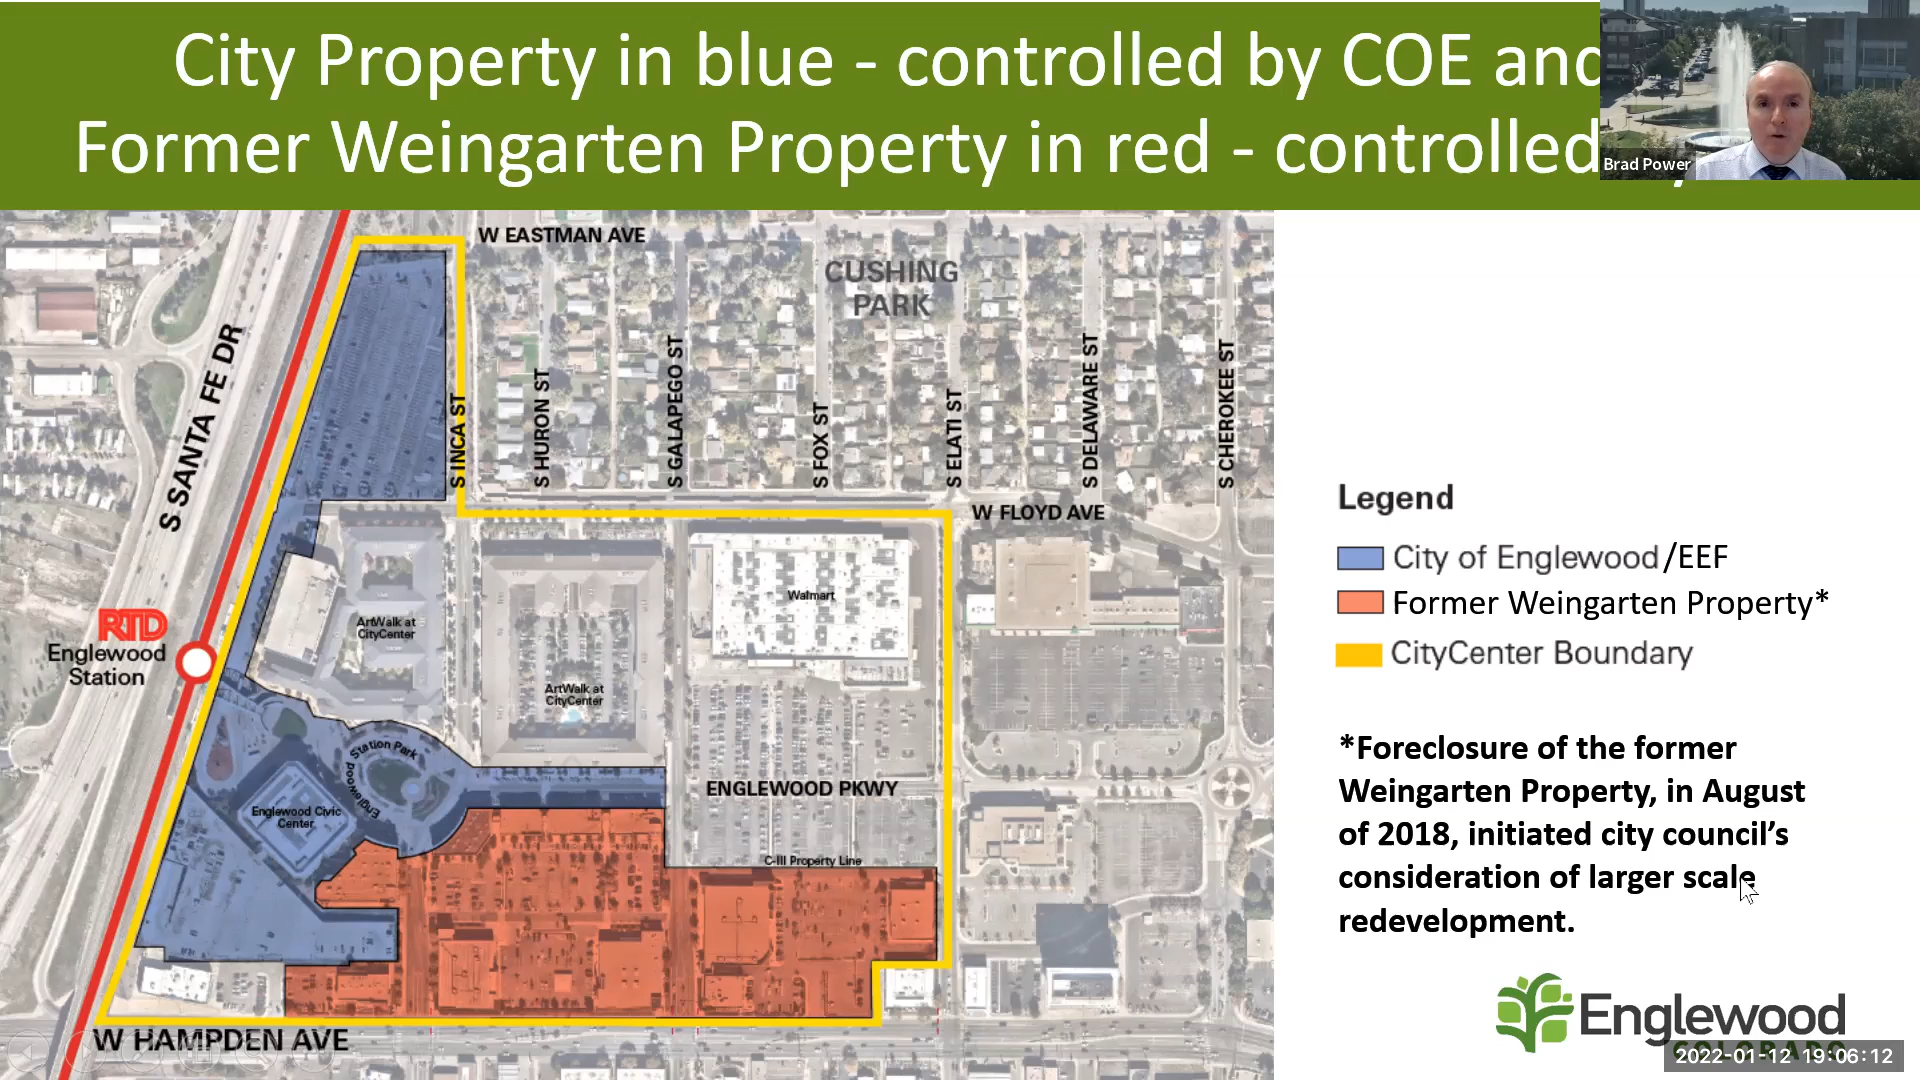 City Property in blue - controlled by COE and
Former Weingarten Property in red - controlled
Brad Power
W EASTMAN AVE
CUSHING
PARK
S SANTA FE DR
S INCA ST
S HURON ST
S GALAPEGO ST
S FOX ST
S ELATI ST
S DELAWARE ST
S CHEROKEE ST
W FLOYD AVE
RTD
Englewood
Station
ArtWalk at
CityCenter
ArtWalk at
CityCenter
Walmart
Station Park
Englewood
Englewood Civic
Center
ENGLEWOOD PKWY
C-III Property Line
W HAMPDEN AVE
Legend
City of Englewood/EEF
Former Weingarten Property*
CityCenter Boundary
*Foreclosure of the former
Weingarten Property, in August
of 2018, initiated city council’s
consideration of larger scale
redevelopment.
Englewood
COLORADO
2022-01-12 19:06:12